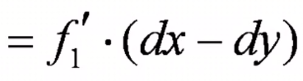 = f₁′ · (dx − dy)